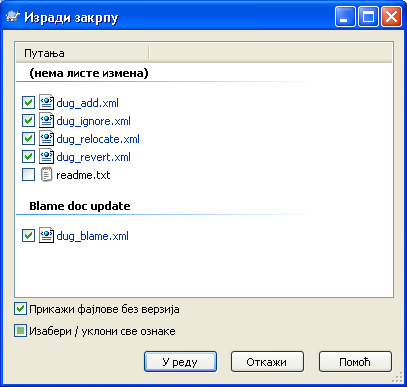 Изради закрпу
Путања
(нема листе измена)
dug_add.xml
dug_ignore.xml
dug_relocate.xml
dug_revert.xml
readme.txt
Blame doc update
dug_blame.xml
Прикажи фајлове без верзија
Изабери / уклони све ознаке
У реду
Откажи
Помоћ